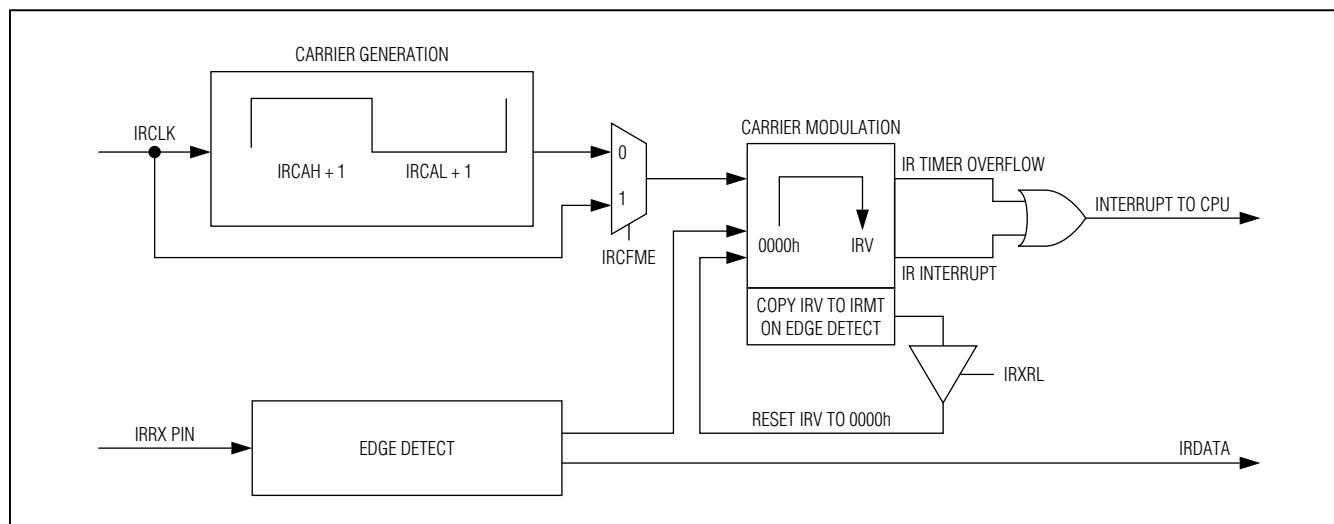 CARRIER GENERATION
IRCLK
IRCAH + 1
IRCAL + 1
0
1
IRCFME
CARRIER MODULATION
0000h
IRV
IR TIMER OVERFLOW
IR INTERRUPT
INTERRUPT TO CPU
COPY IRV TO IRMT
ON EDGE DETECT
IRXRL
RESET IRV TO 0000h
IRRX PIN
EDGE DETECT
IRDATA